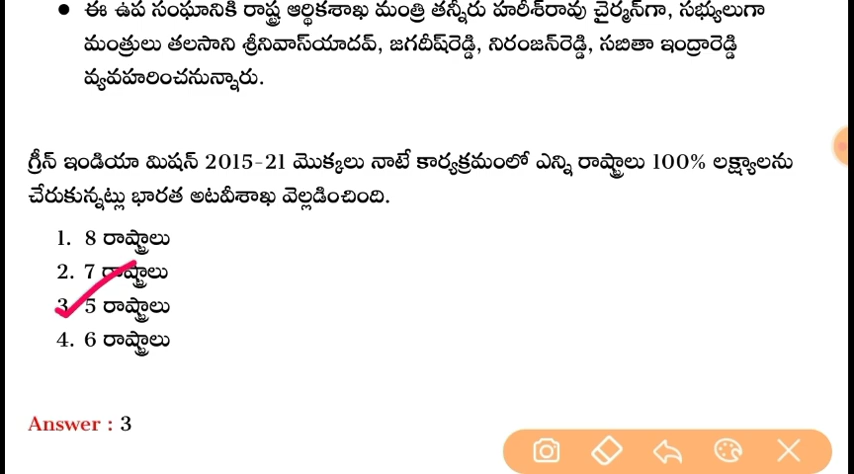 • ఈ ఉప సంఘానికి రాష్ట్ర ఆర్థికశాఖ మంత్రి తన్నీరు హరీశ్‌రావు చైర్మన్‌గా, సభ్యులుగా
మంత్రులు తలసాని శ్రీనివాస్‌యాదవ్, జగదీష్‌రెడ్డి, నిరంజన్‌రెడ్డి, సబితా ఇంద్రారెడ్డి
వ్యవహరించనున్నారు.
గ్రీన్ ఇండియా మిషన్ 2015-21 మొక్కలు నాటే కార్యక్రమంలో ఎన్ని రాష్ట్రాలు 100% లక్ష్యాలను
చేరుకున్నట్లు భారత అటవీశాఖ వెల్లడించింది.
1. 8 రాష్ట్రాలు
2. 7 రాష్ట్రాలు
3. 5 రాష్ట్రాలు
4. 6 రాష్ట్రాలు
Answer : 3